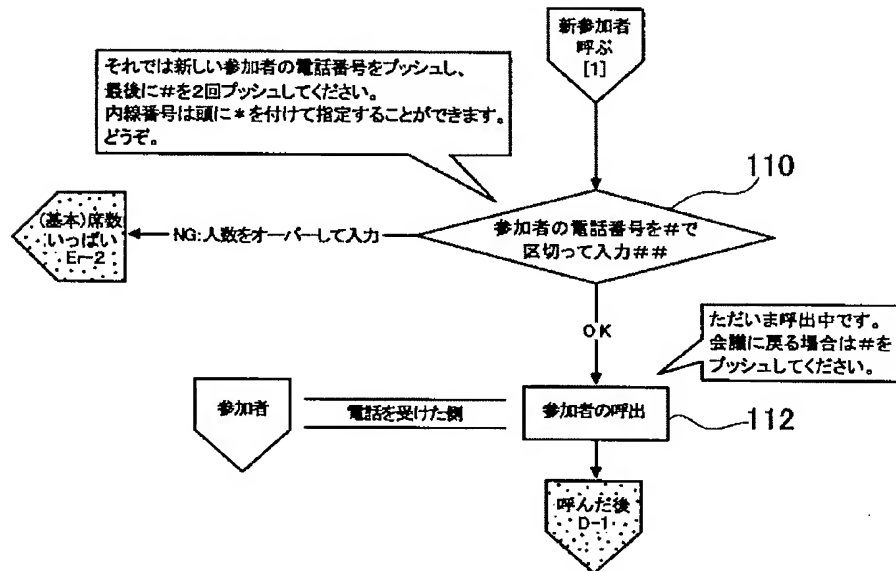 新参加者
呼ぶ
[1]
それでは新しい参加者の電話番号をプッシュし、
最後に#を2回プッシュしてください。
内線番号は頭に＊を付けて指定することができます。
どうぞ。
110
(基本)席数
いっぱい
Er-2
NG:人数をオーバーして入力
参加者の電話番号を#で
区切って入力##
OK
ただいま呼出中です。
会議に戻る場合は#を
プッシュしてください。
参加者
電話を受けた側
参加者の呼出
112
呼んだ後
D-1